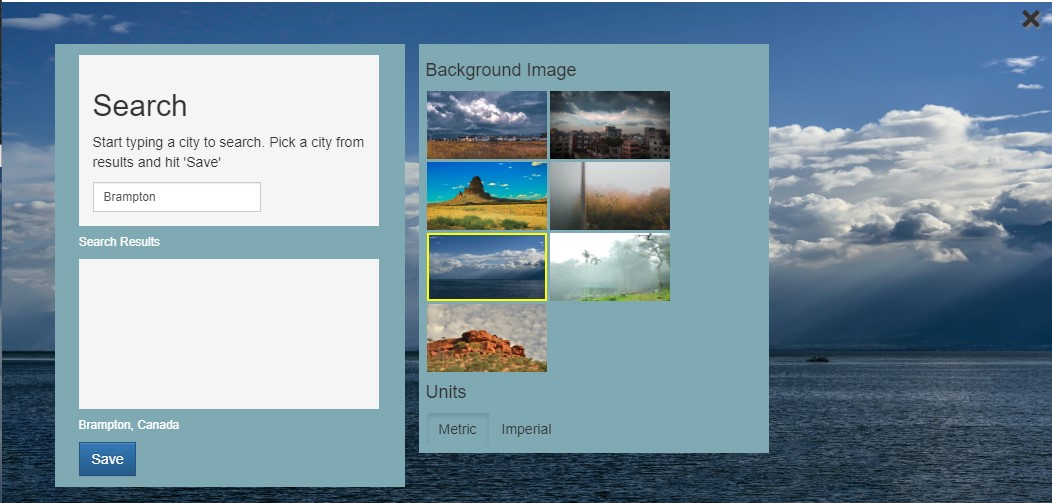 Search
Start typing a city to search. Pick a city from
results and hit 'Save'
Brampton
Search Results
Brampton, Canada
Save
Background Image
Units
Metric Imperial